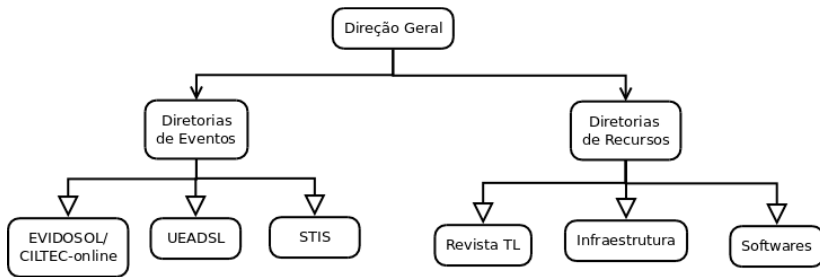 Direção Geral
Diretorias
de Eventos
Diretorias
de Recursos
EVIDOSOL/
CILTEC-online
UEADSL
STIS
Revista TL
Infraestrutura
Softwares